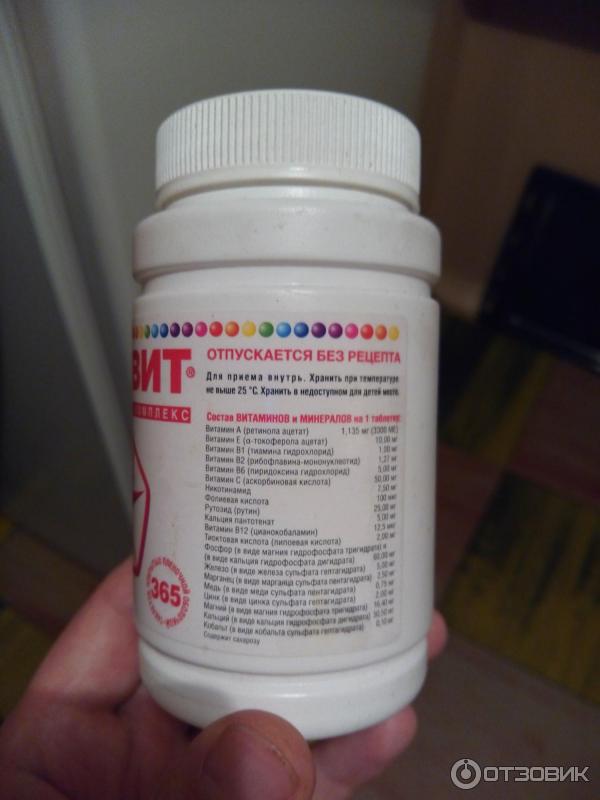 ОТПУСКАЕТСЯ БЕЗ РЕЦЕПТА
ВИТ®
КОМПЛЕКС
Для приема внутрь. Хранить при температуре
не выше 25 °С. Хранить в недоступном для детей месте.
Состав ВИТАМИНОВ и МИНЕРАЛОВ на 1 таблетку:
Витамин А (ретинола ацетат) 1,135 мг (3300 МЕ)
Витамин Е (α-токоферола ацетат) 10,00 мг
Витамин В1 (тиамина гидрохлорид) 1,00 мг
Витамин В2 (рибофлавина-мононуклеотид) 1,27 мг
Витамин В6 (пиридоксина гидрохлорид) 5,00 мг
Витамин С (аскорбиновая кислота) 50,00 мг
Никотинамид 7,50 мг
Фолиевая кислота 100 мкг
Рутозид (рутин) 25,00 мг
Кальция пантотенат 5,00 мг
Витамин В12 (цианокобаламин) 12,5 мкг
Тиоктовая кислота (липоевая кислота) 2,00 мг
Фосфор (в виде магния гидрофосфата тригидрата) и
(в виде кальция гидрофосфата дигидрата) 60,00 мг
Железо (в виде железа сульфата гептагидрата) 5,00 мг
Марганец (в виде марганца сульфата пентагидрата) 2,50 мг
Медь (в виде меди сульфата пентагидрата) 0,75 мг
Цинк (в виде цинка сульфата гептагидрата) 2,00 мг
Магний (в виде магния гидрофосфата тригидрата) 16,40 мг
Кальций (в виде кальция гидрофосфата дигидрата) 50,50 мг
Кобальт (в виде кобальта сульфата гептагидрата) 0,10 мг
Содержит сахарозу
365
пленочной оболочкой
ОТЗОВИК